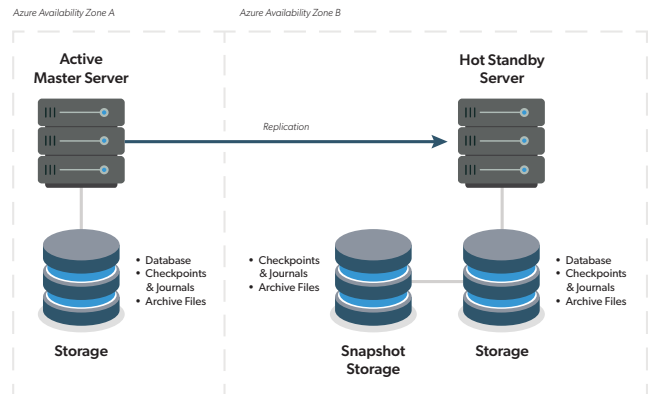 Azure Availability Zone A
Azure Availability Zone B
Active
Master Server
Hot Standby
Server
Replication
• Database
• Checkpoints
& Journals
• Archive Files
• Checkpoints
& Journals
• Archive Files
• Database
• Checkpoints
& Journals
• Archive Files
Storage
Snapshot
Storage
Storage